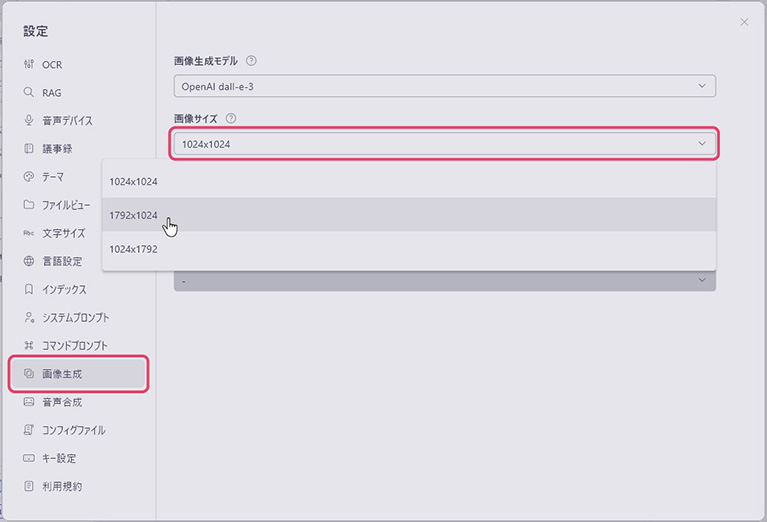 設定
OCR
RAG
音声デバイス
議事録
テーマ
ファイルビュー
Abc 文字サイズ
言語設定
インデックス
システムプロンプト
コマンドプロンプト
画像生成
音声合成
コンフィグファイル
キー設定
利用規約
画像生成モデル ?
OpenAI dall-e-3
画像サイズ ?
1024x1024
1024x1024
1792x1024
1024x1792
-